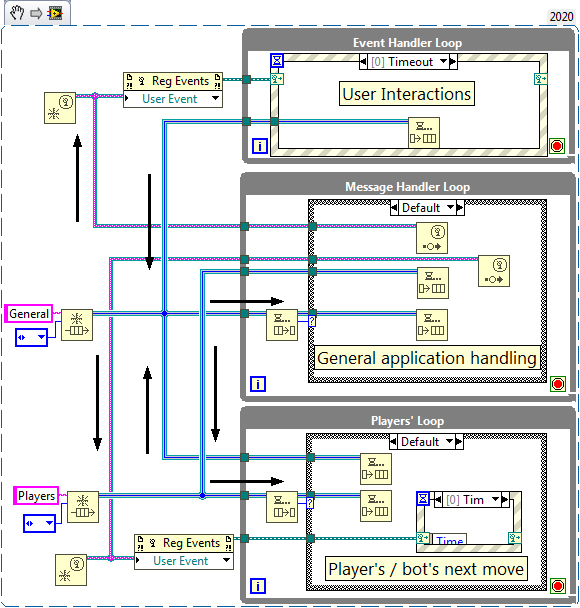 2020
Event Handler Loop
[0] Timeout
Reg Events
User Event
User Interactions
i
Message Handler Loop
Default
General
?
General application handling
i
Players' Loop
Default
Players
?
[0] Tim
Reg Events
User Event
Time
Player's / bot's next move
i